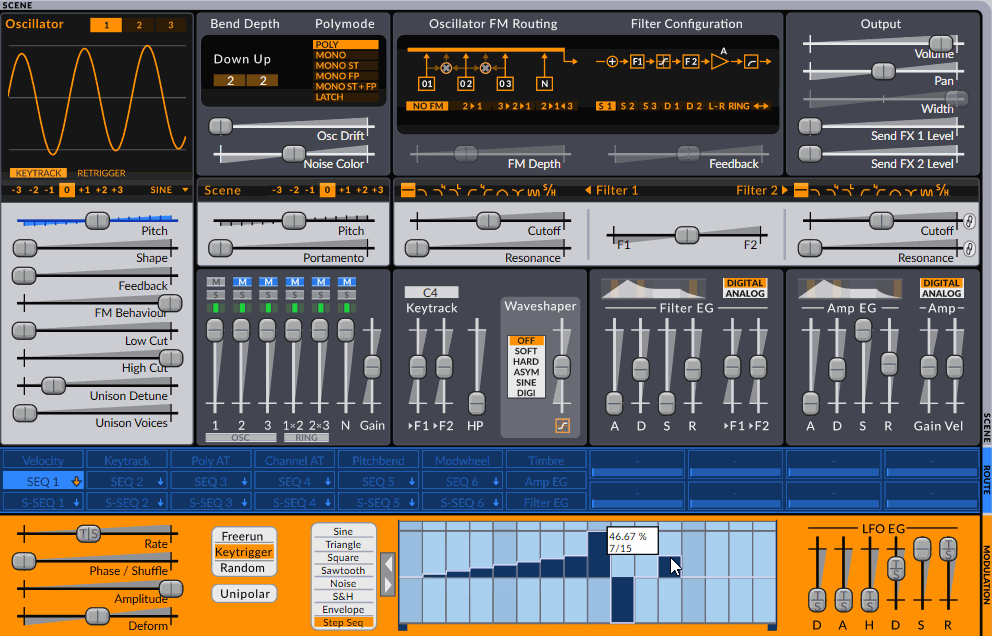 SCENE
Oscillator 1 2 3
KEYTRACK RETRIGGER
-3 -2 -1 0 +1 +2 +3 SINE
Pitch
Shape
Feedback
FM Behaviour
Low Cut
High Cut
Unison Detune
Unison Voices
Bend Depth Polymode
Down Up
2 2
POLY
MONO
MONO ST
MONO FP
MONO ST+FP
LATCH
Osc Drift
Noise Color
Oscillator FM Routing Filter Configuration
O1 O2 O3 N
F1 F2 A
NO FM 2▸1 3▸2▸1 2▸1◂3
S 1 S 2 S 3 D 1 D 2 L-R RING
FM Depth Feedback
Output
Volume
Pan
Width
Send FX 1 Level
Send FX 2 Level
Scene -3 -2 -1 0 +1 +2 +3
Pitch
Portamento
S/H Filter 1 Filter 2 S/H
Cutoff
Resonance
F1 F2
Cutoff
Resonance
M M M M M M
S S S S S S
1 2 3 1×2 2×3 N Gain
OSC RING
C4
Keytrack
▸F1 ▸F2 HP
Waveshaper
OFF
SOFT
HARD
ASYM
SINE
DIGI
DIGITAL
ANALOG
Filter EG
A D S R ▸F1 ▸F2
DIGITAL
ANALOG
Amp EG Amp
A D S R Gain Vel
SCENE
Velocity Keytrack Poly AT Channel AT Pitchbend Modwheel Timbre - - - -
SEQ 1 SEQ 2 SEQ 3 SEQ 4 SEQ 5 SEQ 6 Amp EG
S-SEQ 1 S-SEQ 2 S-SEQ 3 S-SEQ 4 S-SEQ 5 S-SEQ 6 Filter EG - - - -
ROUTE
T S
Rate
Phase / Shuffle
Amplitude
Deform
Freerun
Keytrigger
Random
Unipolar
Sine
Triangle
Square
Sawtooth
Noise
S&H
Envelope
Step Seq
46.67 %
7/15
LFO EG
T S T S T S T S T S
D A H D S R
MODULATION